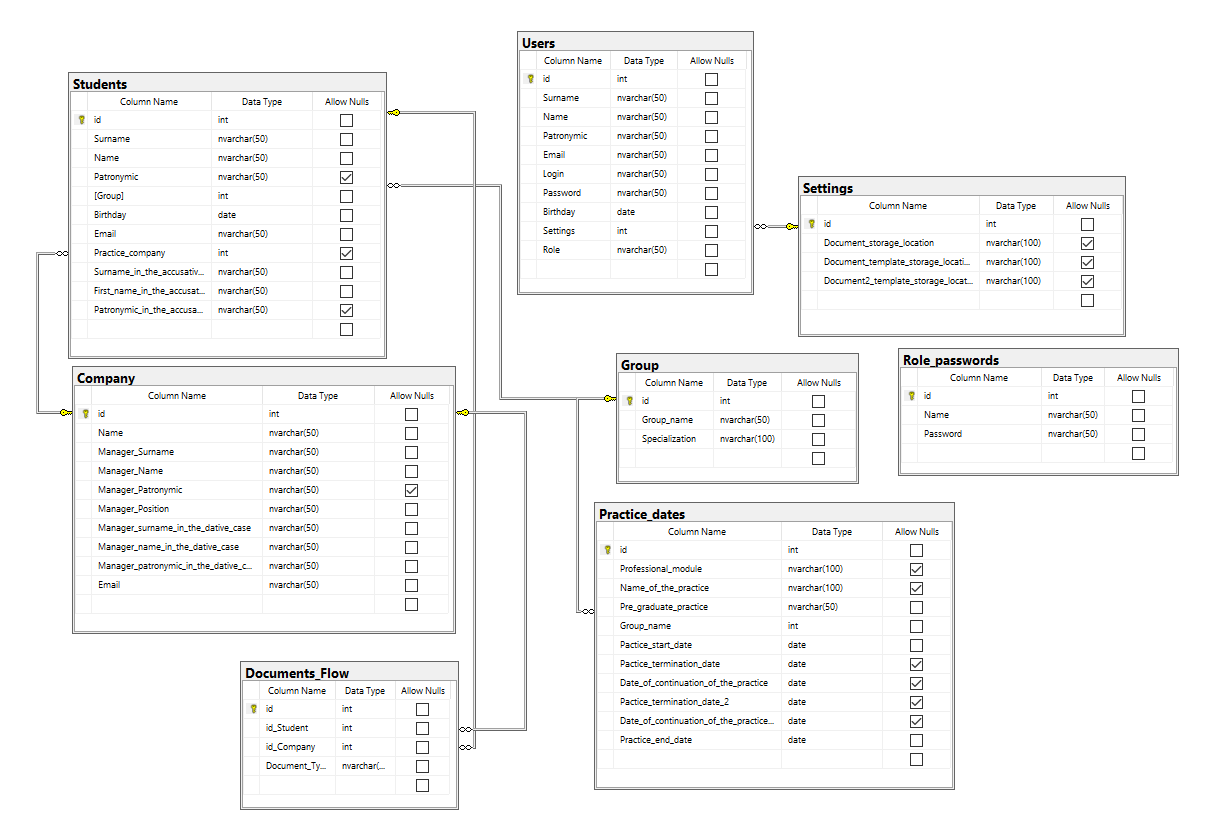 Users
Column Name Data Type Allow Nulls
id int
Surname nvarchar(50)
Name nvarchar(50)
Patronymic nvarchar(50)
Email nvarchar(50)
Login nvarchar(50)
Password nvarchar(50)
Birthday date
Settings int
Role nvarchar(50)
Students
Column Name Data Type Allow Nulls
id int
Surname nvarchar(50)
Name nvarchar(50)
Patronymic nvarchar(50)
[Group] int
Birthday date
Email nvarchar(50)
Practice_company int
Surname_in_the_accusativ... nvarchar(50)
First_name_in_the_accusat... nvarchar(50)
Patronymic_in_the_accusa... nvarchar(50)
Settings
Column Name Data Type Allow Nulls
id int
Document_storage_location nvarchar(100)
Document_template_storage_locati... nvarchar(100)
Document2_template_storage_locat... nvarchar(100)
Company
Column Name Data Type Allow Nulls
id int
Name nvarchar(50)
Manager_Surname nvarchar(50)
Manager_Name nvarchar(50)
Manager_Patronymic nvarchar(50)
Manager_Position nvarchar(50)
Manager_surname_in_the_dative_case nvarchar(50)
Manager_name_in_the_dative_case nvarchar(50)
Manager_patronymic_in_the_dative_c... nvarchar(50)
Email nvarchar(50)
Group
Column Name Data Type Allow Nulls
id int
Group_name nvarchar(50)
Specialization nvarchar(100)
Role_passwords
Column Name Data Type Allow Nulls
id int
Name nvarchar(50)
Password nvarchar(50)
Practice_dates
Column Name Data Type Allow Nulls
id int
Professional_module nvarchar(100)
Name_of_the_practice nvarchar(100)
Pre_graduate_practice nvarchar(50)
Group_name int
Pactice_start_date date
Pactice_termination_date date
Date_of_continuation_of_the_practice date
Pactice_termination_date_2 date
Date_of_continuation_of_the_practice... date
Practice_end_date date
Documents_Flow
Column Name Data Type Allow Nulls
id int
id_Student int
id_Company int
Document_Ty... nvarchar(...